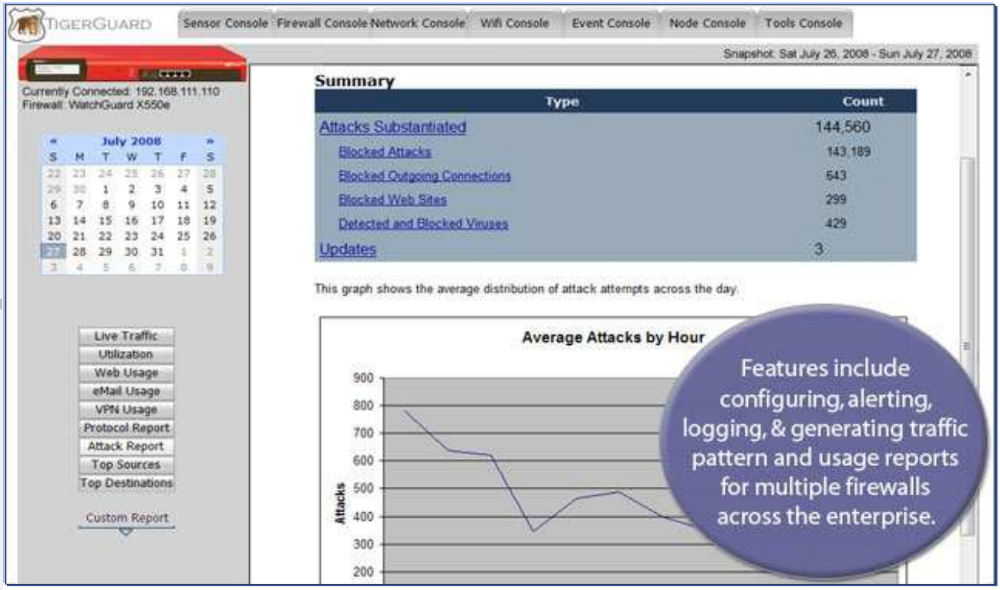 TIGERGUARD
Sensor Console Firewall Console Network Console Wifi Console Event Console Node Console Tools Console
Snapshot: Sat July 26, 2008 - Sun July 27, 2008
Currently Connected: 192.168.111.110
Firewall: WatchGuard X550e
« July 2008 »
S M T W T F S
22 23 24 25 26 27 28
29 30 1 2 3 4 5
6 7 8 9 10 11 12
13 14 15 16 17 18 19
20 21 22 23 24 25 26
27 28 29 30 31 1 2
3 4 5 6 7 8 9
Live Traffic
Utilization
Web Usage
eMail Usage
VPN Usage
Protocol Report
Attack Report
Top Sources
Top Destinations
Custom Report
Summary
Type Count
Attacks Substantiated 144,560
Blocked Attacks 143,189
Blocked Outgoing Connections 643
Blocked Web Sites 299
Detected and Blocked Viruses 429
Updates 3
This graph shows the average distribution of attack attempts across the day.
Average Attacks by Hour
900
800
700
600
500
400
300
200
Attacks
Features include
configuring, alerting,
logging, & generating traffic
pattern and usage reports
for multiple firewalls
across the enterprise.